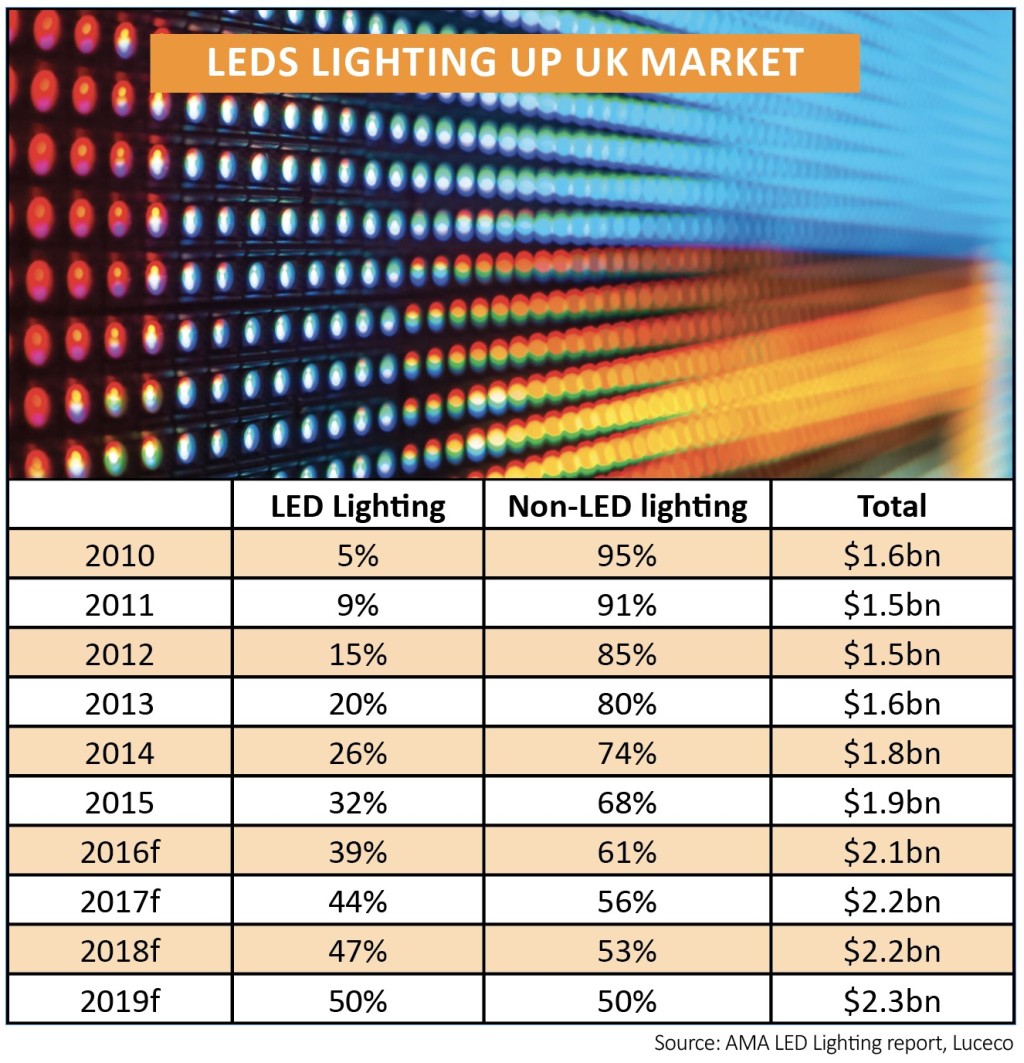 LEDS LIGHTING UP UK MARKET
LED Lighting Non-LED lighting Total
2010 5% 95% $1.6bn
2011 9% 91% $1.5bn
2012 15% 85% $1.5bn
2013 20% 80% $1.6bn
2014 26% 74% $1.8bn
2015 32% 68% $1.9bn
2016f 39% 61% $2.1bn
2017f 44% 56% $2.2bn
2018f 47% 53% $2.2bn
2019f 50% 50% $2.3bn
Source: AMA LED Lighting report, Luceco